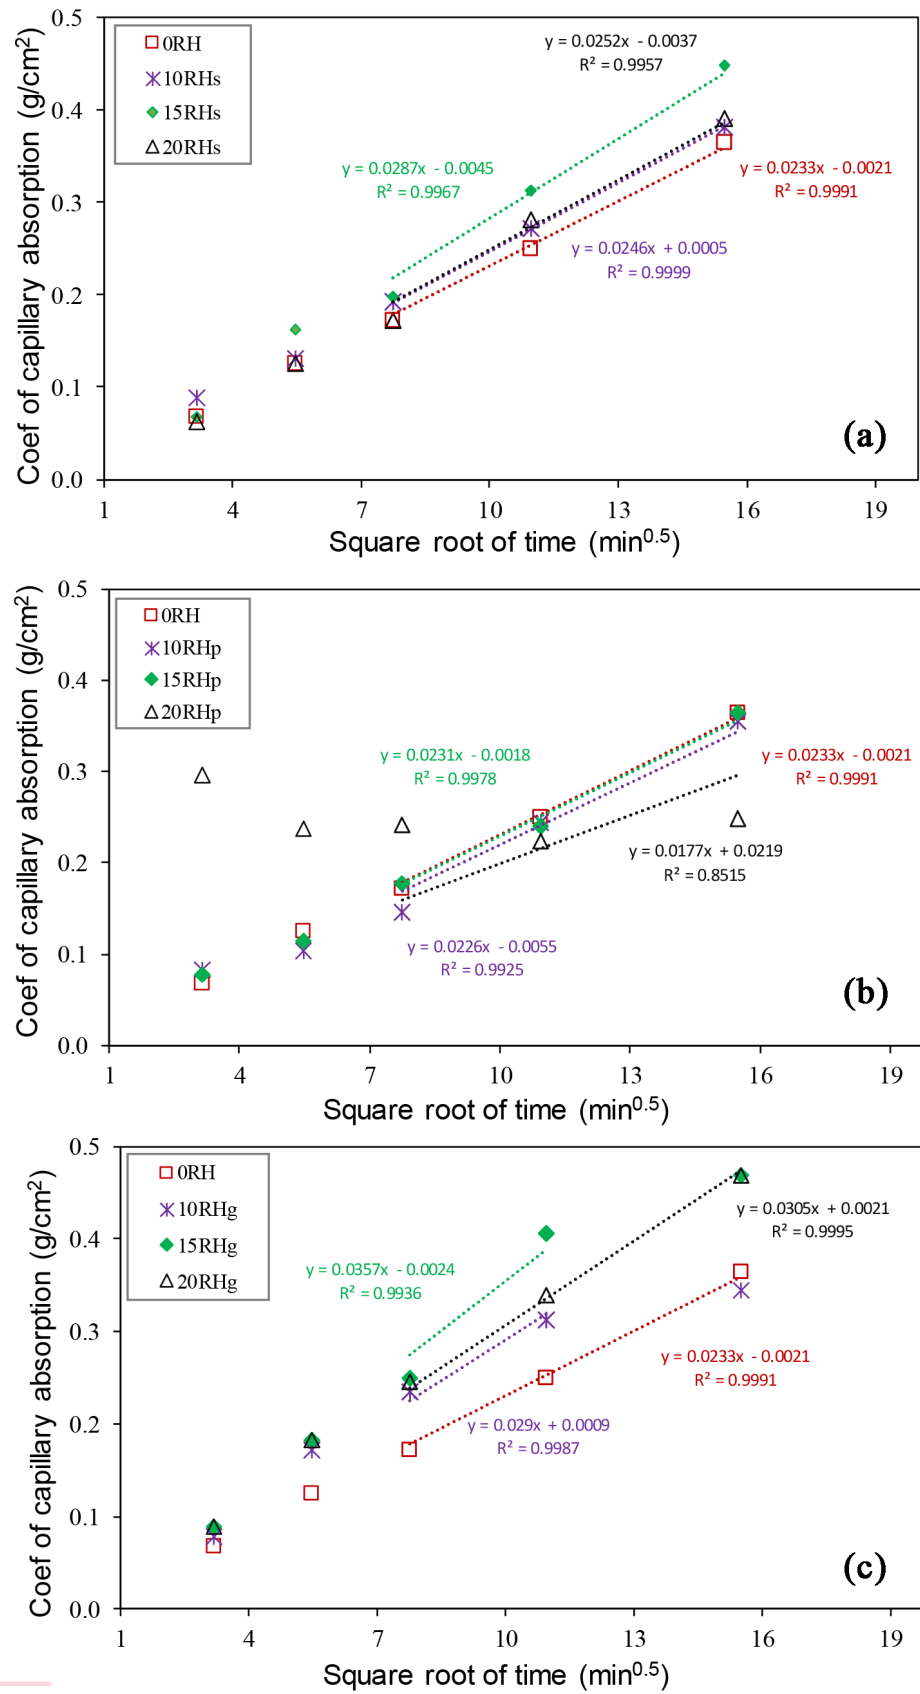 Coef of capillary absorption (g/cm²)
0.5
0.4
0.3
0.2
0.1
0.0
0RH
10RHs
15RHs
20RHs
y = 0.0252x - 0.0037
R² = 0.9957
y = 0.0287x - 0.0045
R² = 0.9967
y = 0.0233x - 0.0021
R² = 0.9991
y = 0.0246x + 0.0005
R² = 0.9999
(a)
1 4 7 10 13 16 19
Square root of time (min⁰·⁵)
Coef of capillary absorption (g/cm²)
0.5
0.4
0.3
0.2
0.1
0.0
0RH
10RHp
15RHp
20RHp
y = 0.0231x - 0.0018
R² = 0.9978
y = 0.0233x - 0.0021
R² = 0.9991
y = 0.0177x + 0.0219
R² = 0.8515
y = 0.0226x - 0.0055
R² = 0.9925
(b)
1 4 7 10 13 16 19
Square root of time (min⁰·⁵)
Coef of capillary absorption (g/cm²)
0.5
0.4
0.3
0.2
0.1
0.0
0RH
10RHg
15RHg
20RHg
y = 0.0305x + 0.0021
R² = 0.9995
y = 0.0357x - 0.0024
R² = 0.9936
y = 0.0233x - 0.0021
R² = 0.9991
y = 0.029x + 0.0009
R² = 0.9987
(c)
1 4 7 10 13 16 19
Square root of time (min⁰·⁵)